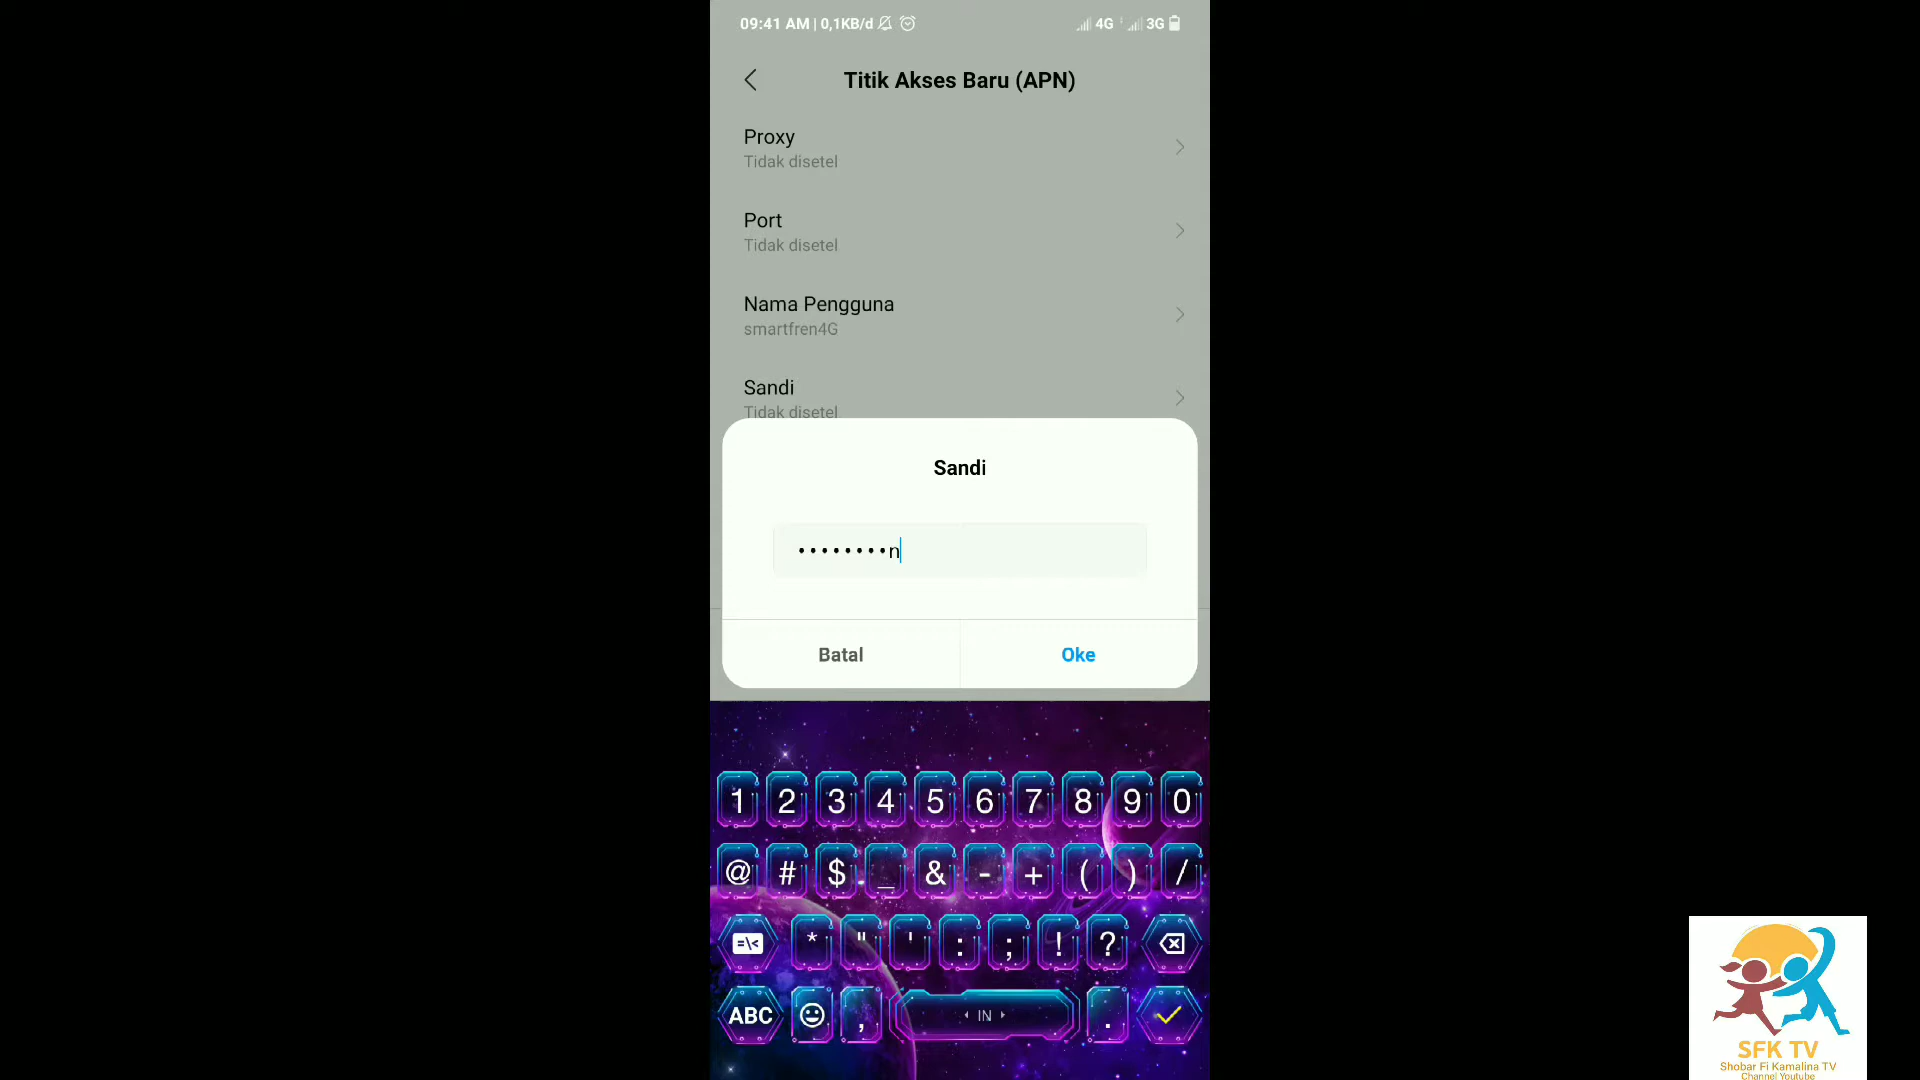 09:41 AM | 0,1KB/d 4G 3G
Titik Akses Baru (APN)
Proxy
Tidak disetel
Port
Tidak disetel
Nama Pengguna
smartfren4G
Sandi
Tidak disetel
Sandi
••••••••n
Batal Oke
1 2 3 4 5 6 7 8 9 0
@ # $ _ & - + ( ) /
=\< * " ' : ; ! ?
ABC , IN .
SFK TV
Shobar Fi Kamalina TV
Channel Youtube